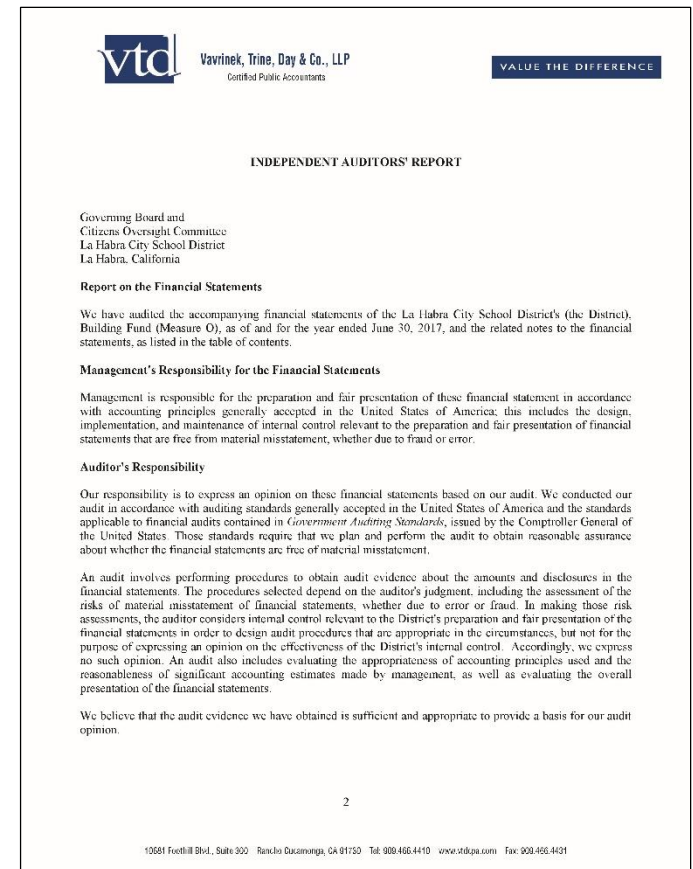 vtd
Vavrinek, Trine, Day & Co., LLP
Certified Public Accountants
VALUE THE DIFFERENCE
INDEPENDENT AUDITORS' REPORT
Governing Board and
Citizens Oversight Committee
La Habra City School District
La Habra, California
Report on the Financial Statements
We have audited the accompanying financial statements of the La Habra City School District's (the District),
Building Fund (Measure O), as of and for the year ended June 30, 2017, and the related notes to the financial
statements, as listed in the table of contents.
Management's Responsibility for the Financial Statements
Management is responsible for the preparation and fair presentation of these financial statement in accordance
with accounting principles generally accepted in the United States of America; this includes the design,
implementation, and maintenance of internal control relevant to the preparation and fair presentation of financial
statements that are free from material misstatement, whether due to fraud or error.
Auditor's Responsibility
Our responsibility is to express an opinion on these financial statements based on our audit. We conducted our
audit in accordance with auditing standards generally accepted in the United States of America and the standards
applicable to financial audits contained in Government Auditing Standards, issued by the Comptroller General of
the United States. Those standards require that we plan and perform the audit to obtain reasonable assurance
about whether the financial statements are free of material misstatement.
An audit involves performing procedures to obtain audit evidence about the amounts and disclosures in the
financial statements. The procedures selected depend on the auditor's judgment, including the assessment of the
risks of material misstatement of financial statements, whether due to error or fraud. In making those risk
assessments, the auditor considers internal control relevant to the District's preparation and fair presentation of the
financial statements in order to design audit procedures that are appropriate in the circumstances, but not for the
purpose of expressing an opinion on the effectiveness of the District's internal control. Accordingly, we express
no such opinion. An audit also includes evaluating the appropriateness of accounting principles used and the
reasonableness of significant accounting estimates made by management, as well as evaluating the overall
presentation of the financial statements.
We believe that the audit evidence we have obtained is sufficient and appropriate to provide a basis for our audit
opinion.
2
10681 Foothill Blvd., Suite 300 Rancho Cucamonga, CA 91730 Tel: 909.466.4410 www.vtdcpa.com Fax: 909.466.4431